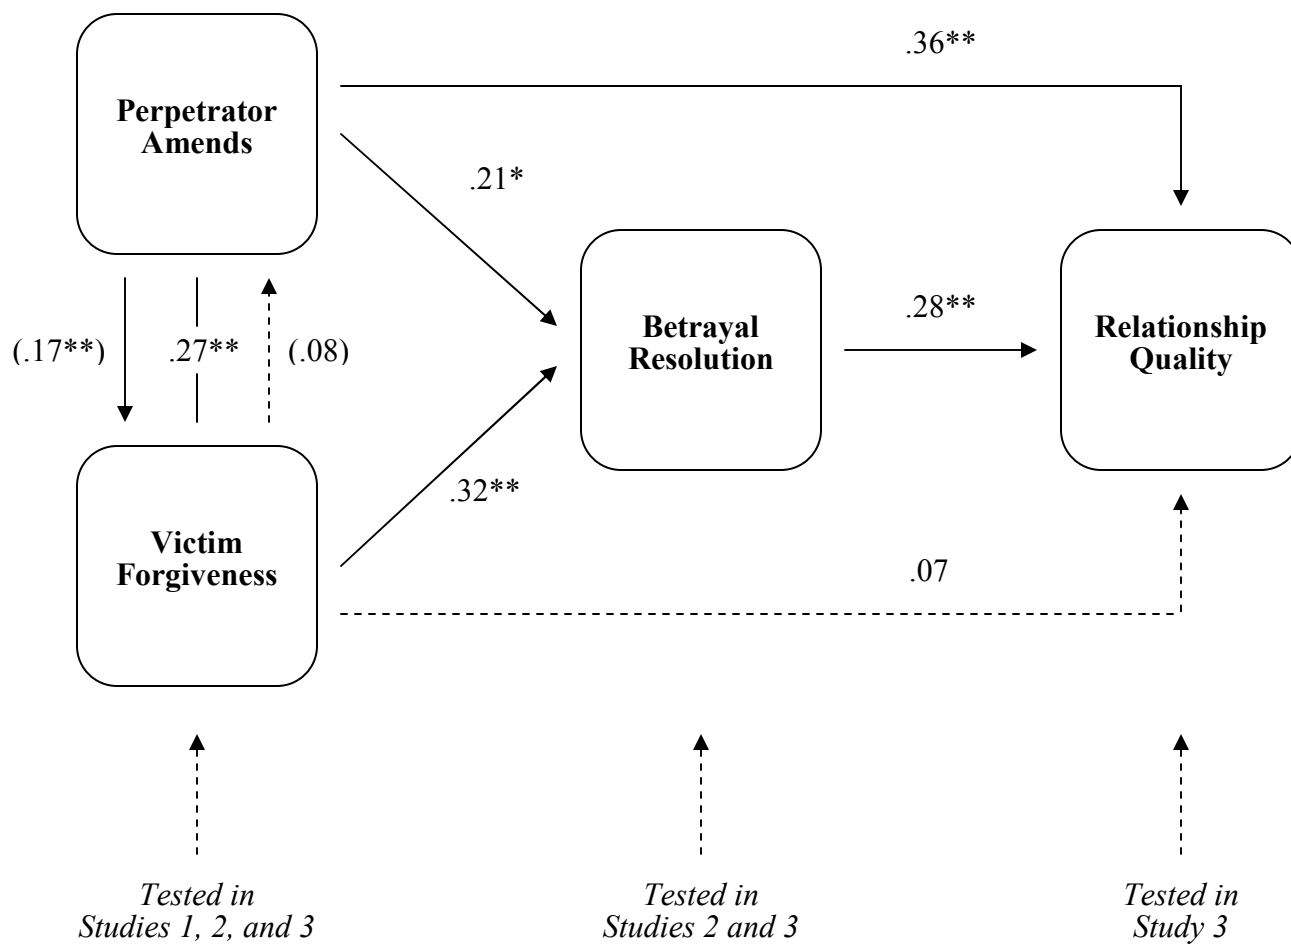 .36**
Perpetrator
Amends
.21*
Betrayal
Resolution
.28**
Relationship
Quality
(.17**)
.27**
(.08)
.32**
Victim
Forgiveness
.07
Tested in
Studies 1, 2, and 3
Tested in
Studies 2 and 3
Tested in
Study 3